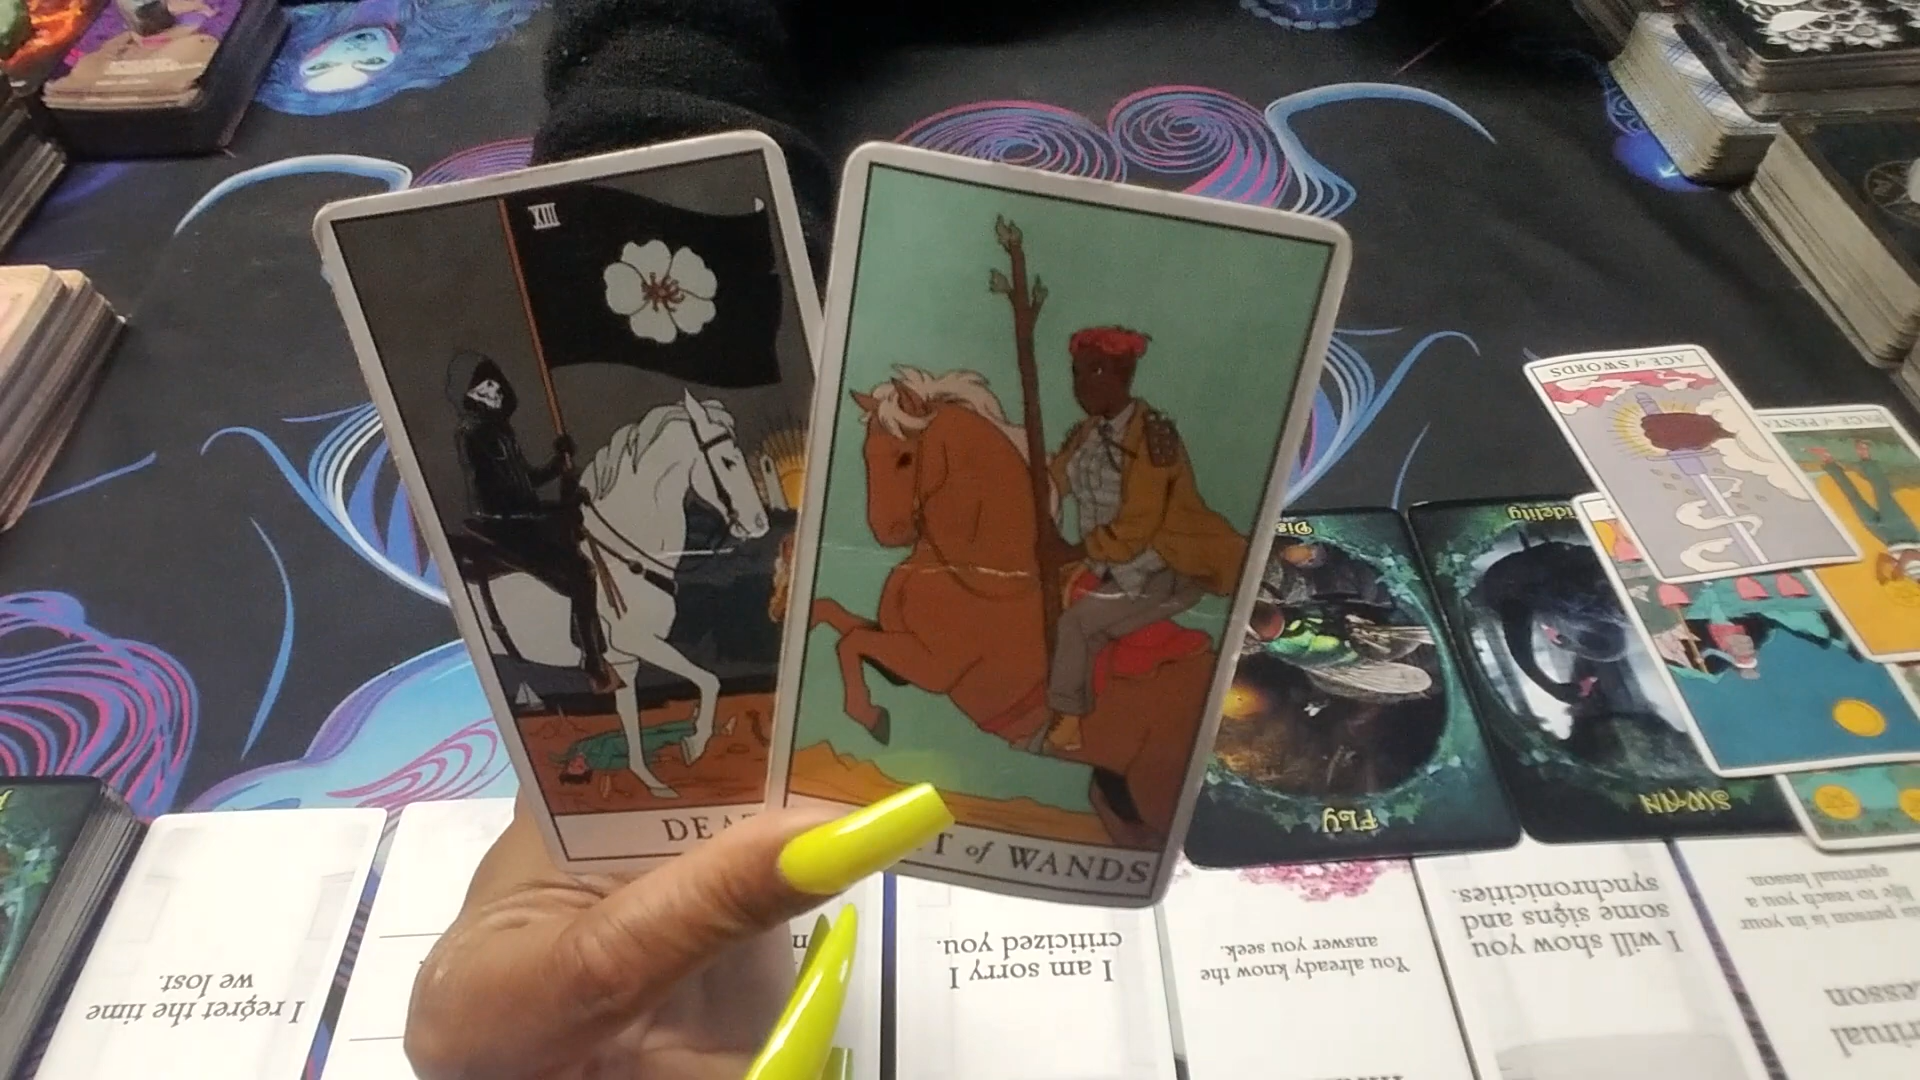 XIII
DEAT
T of WANDS
ACE of SWORDS
PAGE of PENTA
Fidelity
FLY
SWAN
I regret the time
we lost.
I am sorry I
criticized you.
You already know the
answer you seek.
I will show you
some signs and
synchronicities.
person is in your
life to teach you a
spiritual lesson.